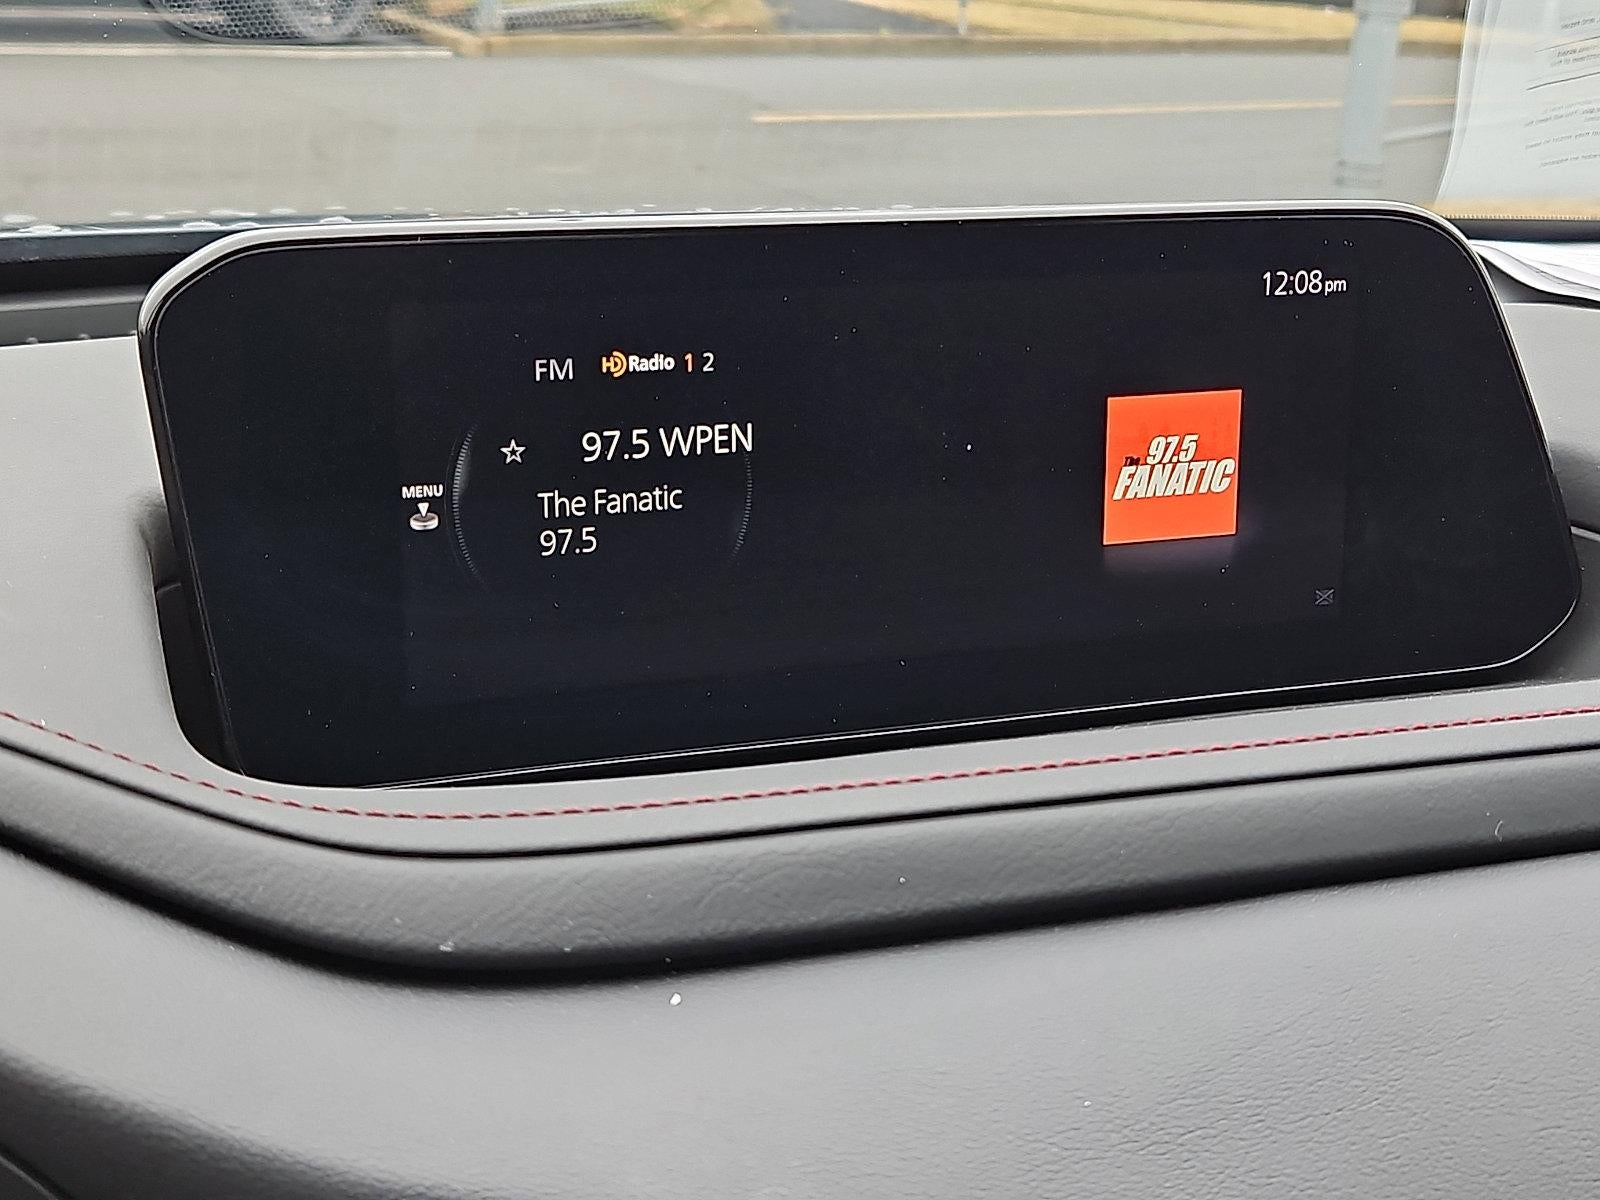 12:08pm
FM HD Radio 1 2
97.5 WPEN
MENU
The Fanatic
97.5
The 97.5
FANATIC